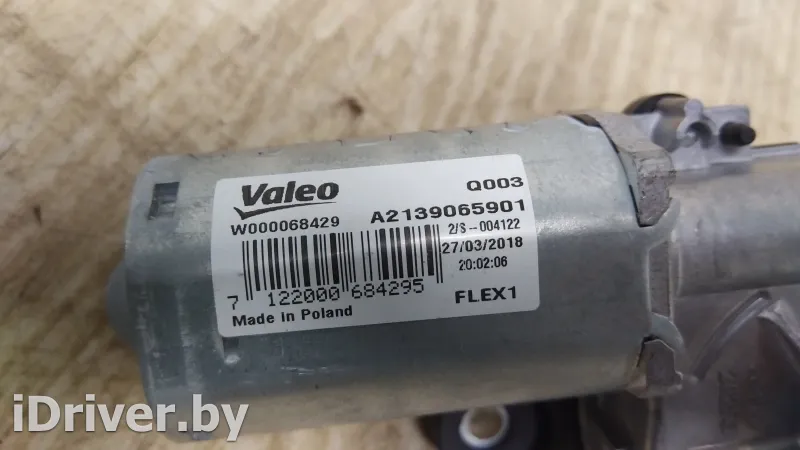 Valeo
Q003
W000068429
A2139065901
2/S--004122
27/03/2018
20:02:06
7 122000 684295
FLEX1
Made in Poland
iDriver.by